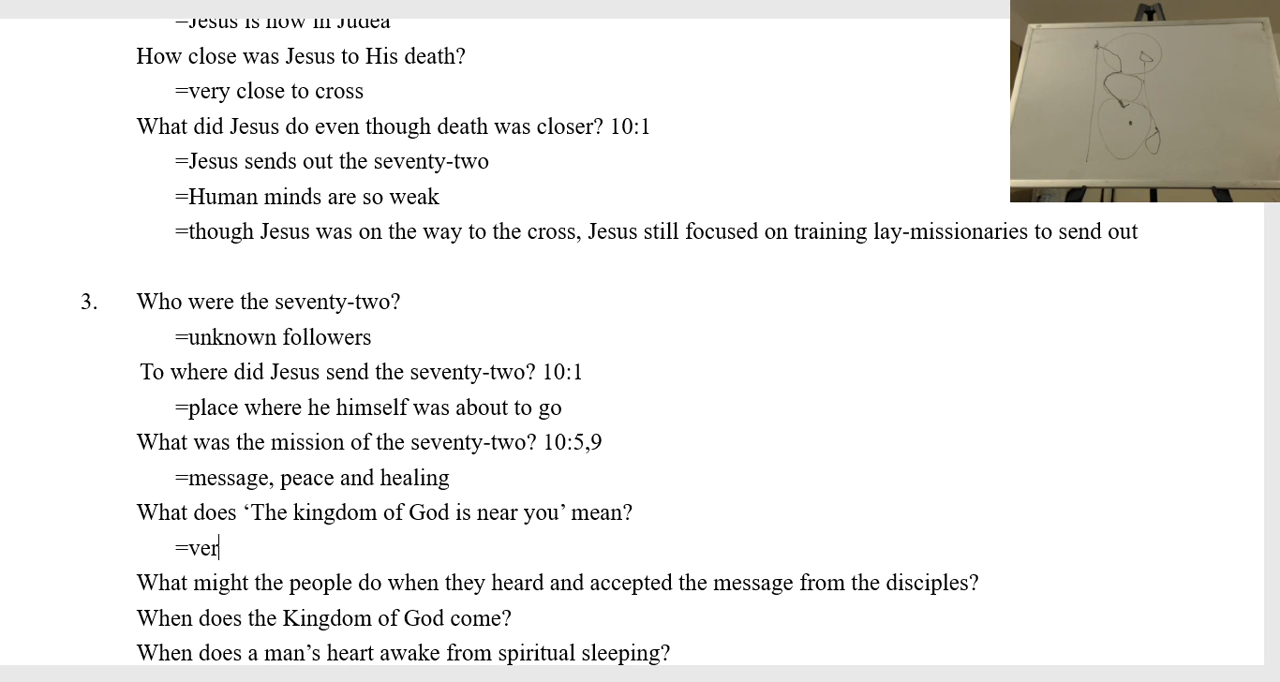 =Jesus is now in Judea
How close was Jesus to His death?
=very close to cross
What did Jesus do even though death was closer? 10:1
=Jesus sends out the seventy-two
=Human minds are so weak
=though Jesus was on the way to the cross, Jesus still focused on training lay-missionaries to send out
3. Who were the seventy-two?
=unknown followers
To where did Jesus send the seventy-two? 10:1
=place where he himself was about to go
What was the mission of the seventy-two? 10:5,9
=message, peace and healing
What does ‘The kingdom of God is near you’ mean?
=ver
What might the people do when they heard and accepted the message from the disciples?
When does the Kingdom of God come?
When does a man’s heart awake from spiritual sleeping?